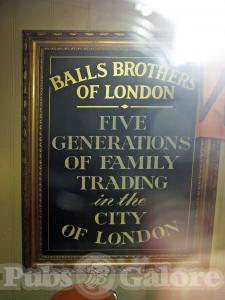 BALLS BROTHERS
OF LONDON
FIVE
GENERATIONS
OF FAMILY
TRADING
in the
CITY
OF LONDON
Pubs Galore